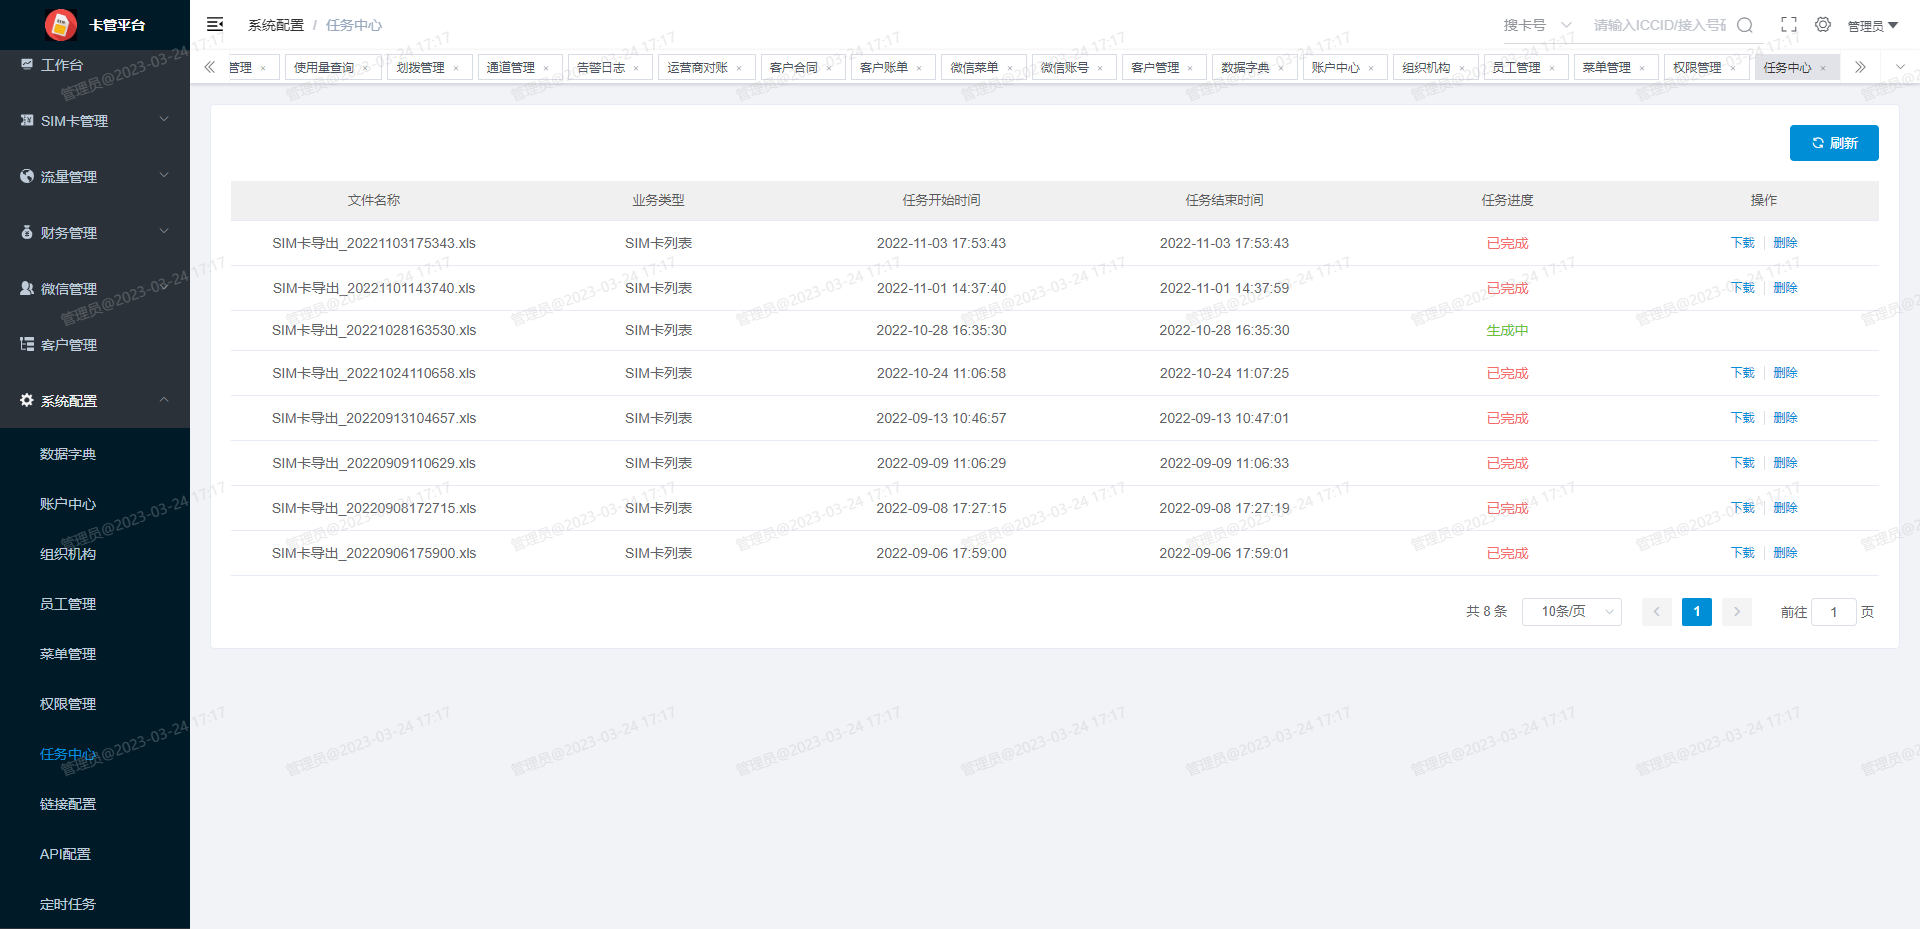 卡管平台
系统配置 / 任务中心
搜卡号 请输入ICCID/接入号码 管理员
管理 × 使用量查询 × 划拨管理 × 通道管理 × 告警日志 × 运营商对账 × 客户合同 × 客户账单 × 微信菜单 × 微信账号 × 客户管理 × 数据字典 × 账户中心 × 组织机构 × 员工管理 × 菜单管理 × 权限管理 × 任务中心 ×
工作台
SIM卡管理
流量管理
财务管理
微信管理
客户管理
系统配置
数据字典
账户中心
组织机构
员工管理
菜单管理
权限管理
任务中心
链接配置
API配置
定时任务
刷新
文件名称 业务类型 任务开始时间 任务结束时间 任务进度 操作
SIM卡导出_20221103175343.xls SIM卡列表 2022-11-03 17:53:43 2022-11-03 17:53:43 已完成 下载 删除
SIM卡导出_20221101143740.xls SIM卡列表 2022-11-01 14:37:40 2022-11-01 14:37:59 已完成 下载 删除
SIM卡导出_20221028163530.xls SIM卡列表 2022-10-28 16:35:30 2022-10-28 16:35:30 生成中
SIM卡导出_20221024110658.xls SIM卡列表 2022-10-24 11:06:58 2022-10-24 11:07:25 已完成 下载 删除
SIM卡导出_20220913104657.xls SIM卡列表 2022-09-13 10:46:57 2022-09-13 10:47:01 已完成 下载 删除
SIM卡导出_20220909110629.xls SIM卡列表 2022-09-09 11:06:29 2022-09-09 11:06:33 已完成 下载 删除
SIM卡导出_20220908172715.xls SIM卡列表 2022-09-08 17:27:15 2022-09-08 17:27:19 已完成 下载 删除
SIM卡导出_20220906175900.xls SIM卡列表 2022-09-06 17:59:00 2022-09-06 17:59:01 已完成 下载 删除
共 8 条 10条/页 1 前往 1 页
管理员@2023-03-24 17:17